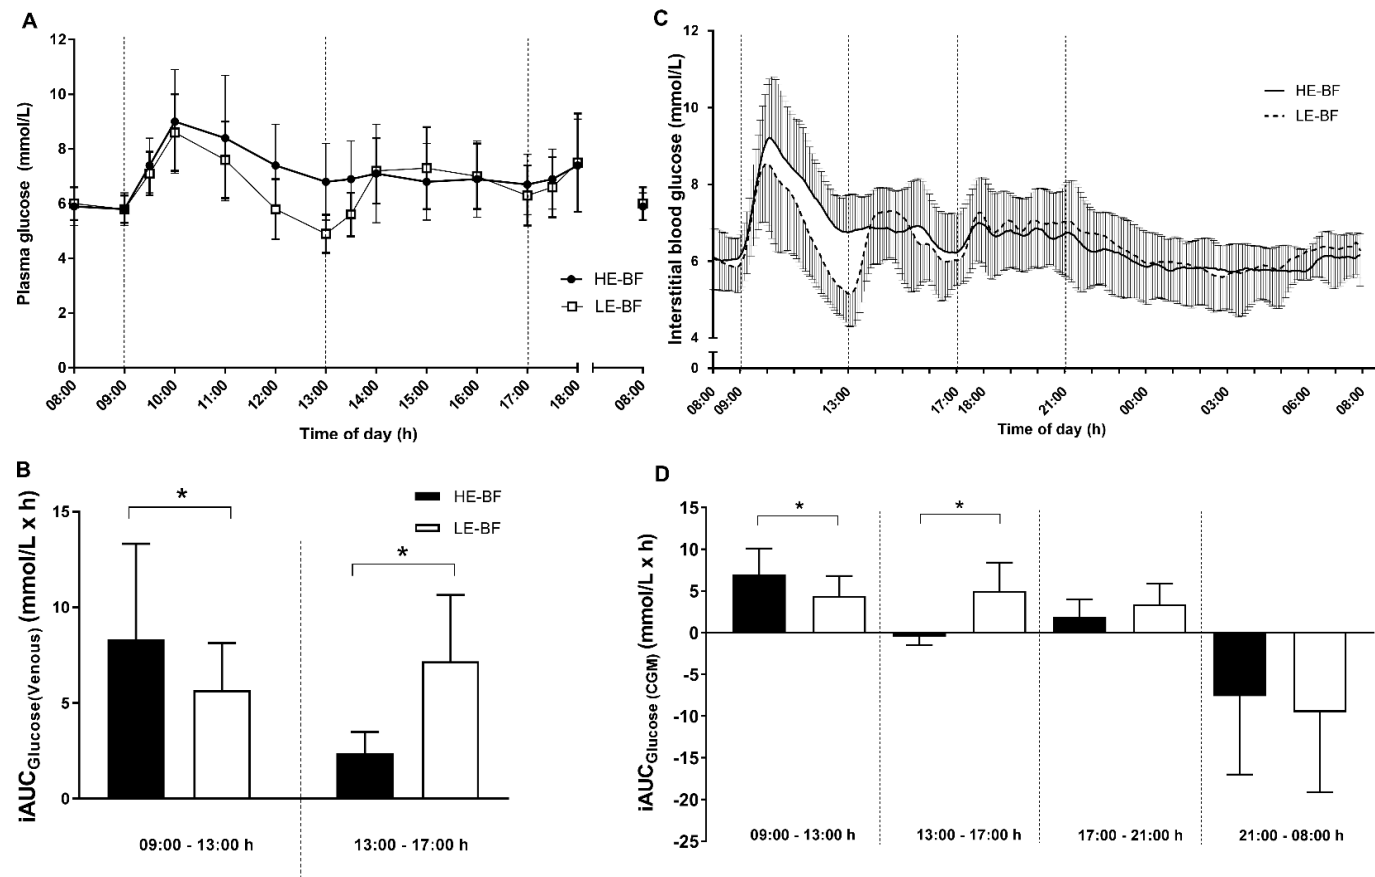 A
Plasma glucose (mmol/L)
12
10
8
6
4
2
0
HE-BF
LE-BF
08:00 09:00 10:00 11:00 12:00 13:00 14:00 15:00 16:00 17:00 18:00 08:00
Time of day (h)
C
Interstitial blood glucose (mmol/L)
12
10
8
6
4
0
HE-BF
LE-BF
08:00 09:00 13:00 17:00 18:00 21:00 00:00 03:00 06:00 08:00
Time of day (h)
B
iAUCGlucose(Venous) (mmol/L x h)
15
10
5
0
*
*
HE-BF
LE-BF
09:00 - 13:00 h 13:00 - 17:00 h
D
iAUCGlucose (CGM) (mmol/L x h)
15
10
5
0
-5
-10
-15
-20
-25
*
*
09:00 - 13:00 h 13:00 - 17:00 h 17:00 - 21:00 h 21:00 - 08:00 h